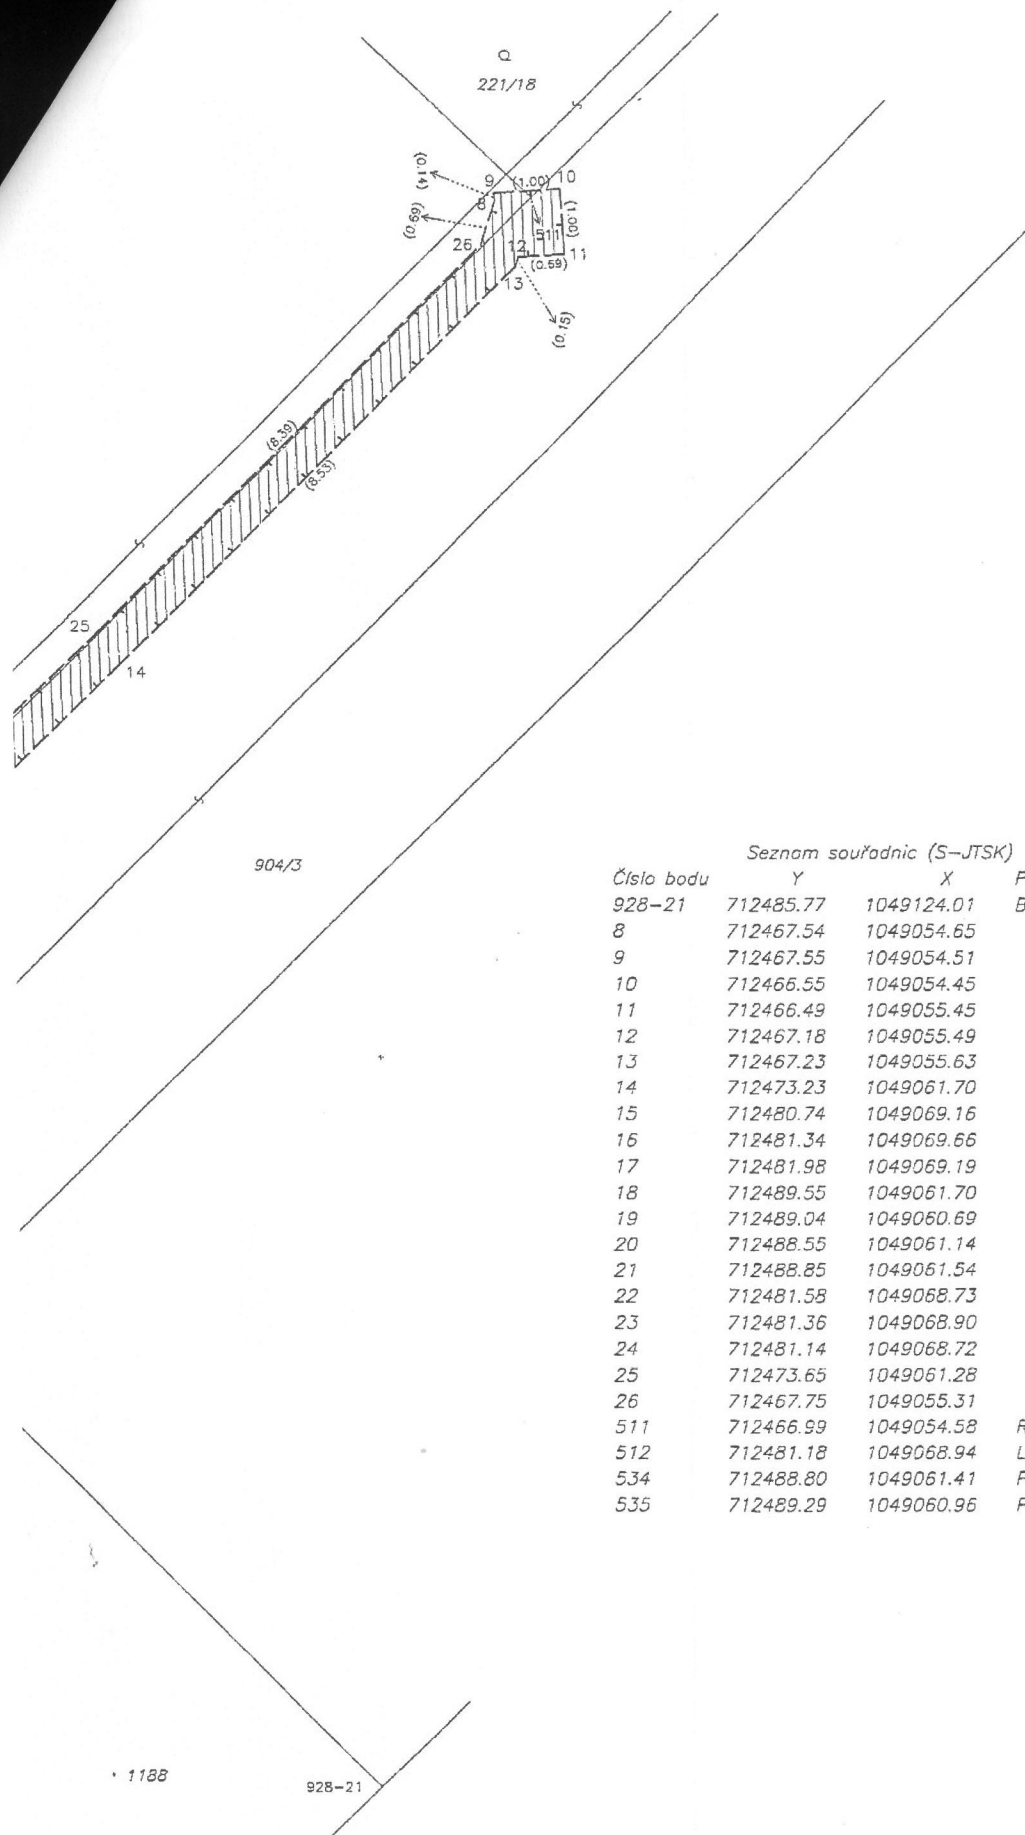 Q
221/18
(0.14)
9
(1.00)
10
8
(0.69)
(1.00)
26
511
12
11
(0.59)
13
(0.15)
(8.39)
(8.53)
25
14
904/3
Seznam souřadnic (S-JTSK)
Číslo bodu Y X
928-21 712485.77 1049124.01
8 712467.54 1049054.65
9 712467.55 1049054.51
10 712466.55 1049054.45
11 712466.49 1049055.45
12 712467.18 1049055.49
13 712467.23 1049055.63
14 712473.23 1049061.70
15 712480.74 1049069.16
16 712481.34 1049069.66
17 712481.98 1049069.19
18 712489.55 1049061.70
19 712489.04 1049060.69
20 712488.55 1049061.14
21 712488.85 1049061.54
22 712481.58 1049068.73
23 712481.36 1049068.90
24 712481.14 1049068.72
25 712473.65 1049061.28
26 712467.75 1049055.31
511 712466.99 1049054.58
512 712481.18 1049068.94
534 712488.80 1049061.41
535 712489.29 1049060.96
1188
928-21